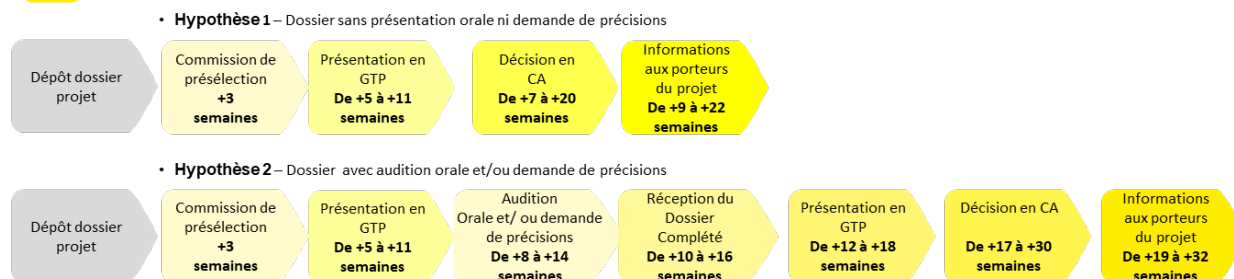 • Hypothèse 1 – Dossier sans présentation orale ni demande de précisions
Dépôt dossier
projet
Commission de
présélection
+3
semaines
Présentation en
GTP
De +5 à +11
semaines
Décision en
CA
De +7 à +20
semaines
Informations
aux porteurs
du projet
De +9 à +22
semaines
• Hypothèse 2 – Dossier avec audition orale et/ou demande de précisions
Dépôt dossier
projet
Commission de
présélection
+3
semaines
Présentation en
GTP
De +5 à +11
semaines
Audition
Orale et/ ou demande
de précisions
De +8 à +14
semaines
Réception du
Dossier
Complété
De +10 à +16
semaines
Présentation en
GTP
De +12 à +18
semaines
Décision en CA
De +17 à +30
semaines
Informations
aux porteurs
du projet
De +19 à +32
semaines